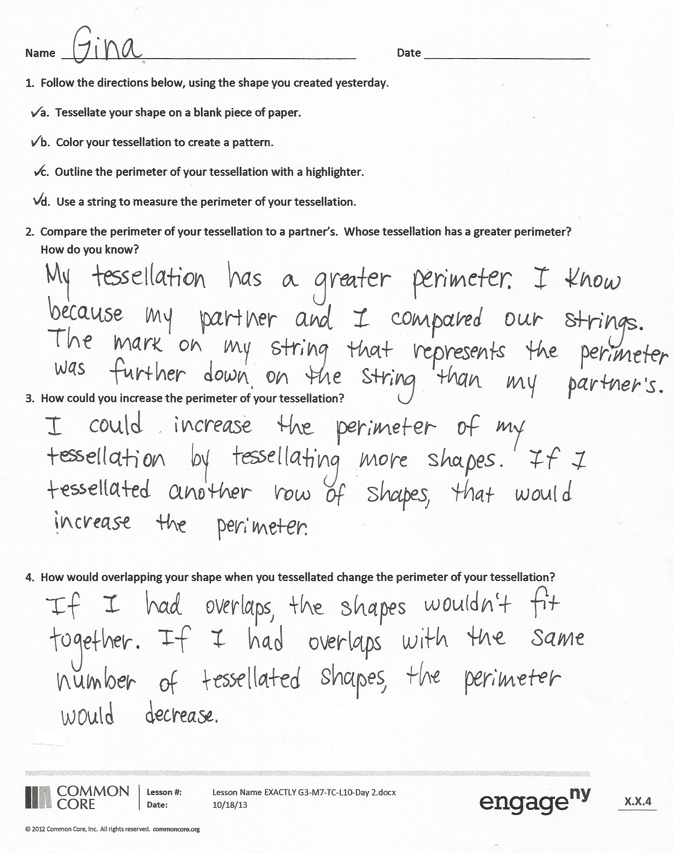 Name Gina Date
1. Follow the directions below, using the shape you created yesterday.
✓a. Tessellate your shape on a blank piece of paper.
✓b. Color your tessellation to create a pattern.
✓c. Outline the perimeter of your tessellation with a highlighter.
✓d. Use a string to measure the perimeter of your tessellation.
2. Compare the perimeter of your tessellation to a partner's. Whose tessellation has a greater perimeter?
How do you know?
My tessellation has a greater perimeter. I know
because my partner and I compared our strings.
The mark on my string that represents the perimeter
was further down on the string than my partner's.
3. How could you increase the perimeter of your tessellation?
I could increase the perimeter of my
tessellation by tessellating more shapes. If I
tessellated another row of shapes, that would
increase the perimeter.
4. How would overlapping your shape when you tessellated change the perimeter of your tessellation?
If I had overlaps, the shapes wouldn't fit
together. If I had overlaps with the same
number of tessellated shapes, the perimeter
would decrease.
COMMON CORE
Lesson #: Lesson Name EXACTLY G3-M7-TC-L10-Day 2.docx
Date: 10/18/13
engage ny
X.X.4
© 2012 Common Core, Inc. All rights reserved. commoncore.org